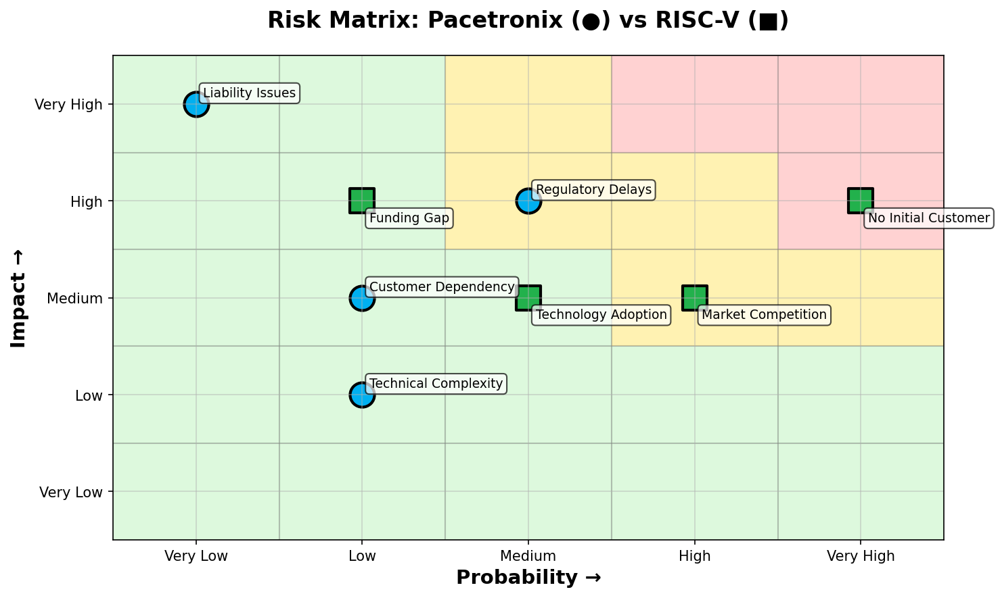 Risk Matrix: Pacetronix (●) vs RISC-V (■)
Very High
Liability Issues
High
Regulatory Delays
Funding Gap
No Initial Customer
Impact →
Medium
Customer Dependency
Technology Adoption
Market Competition
Low
Technical Complexity
Very Low
Very Low
Low
Medium
High
Very High
Probability →